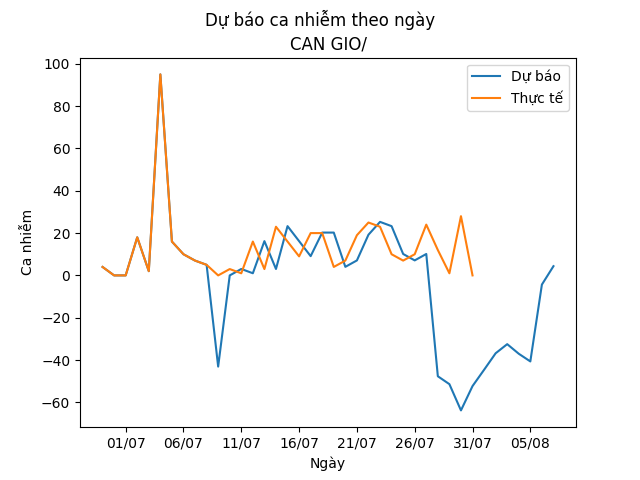 Dự báo ca nhiễm theo ngày
CAN GIO/
Dự báo
Thực tế
Ca nhiễm
100
80
60
40
20
0
−20
−40
−60
01/07 06/07 11/07 16/07 21/07 26/07 31/07 05/08
Ngày